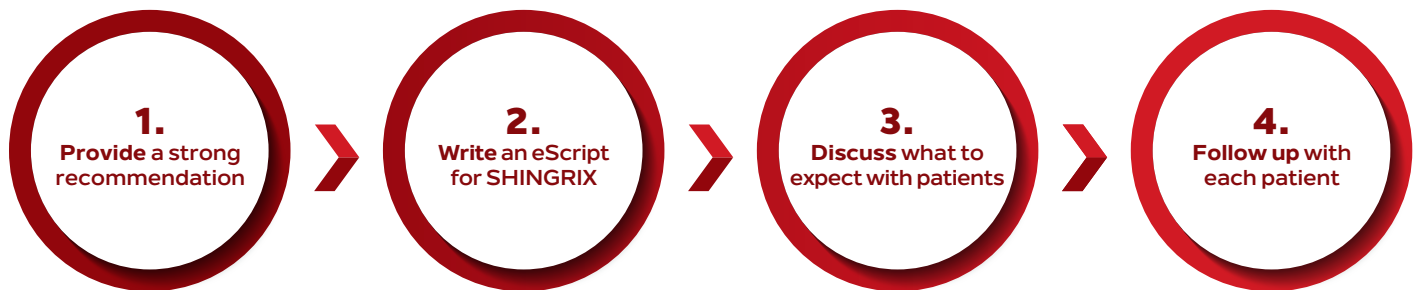 1.
Provide a strong
recommendation
2.
Write an eScript
for SHINGRIX
3.
Discuss what to
expect with patients
4.
Follow up with
each patient